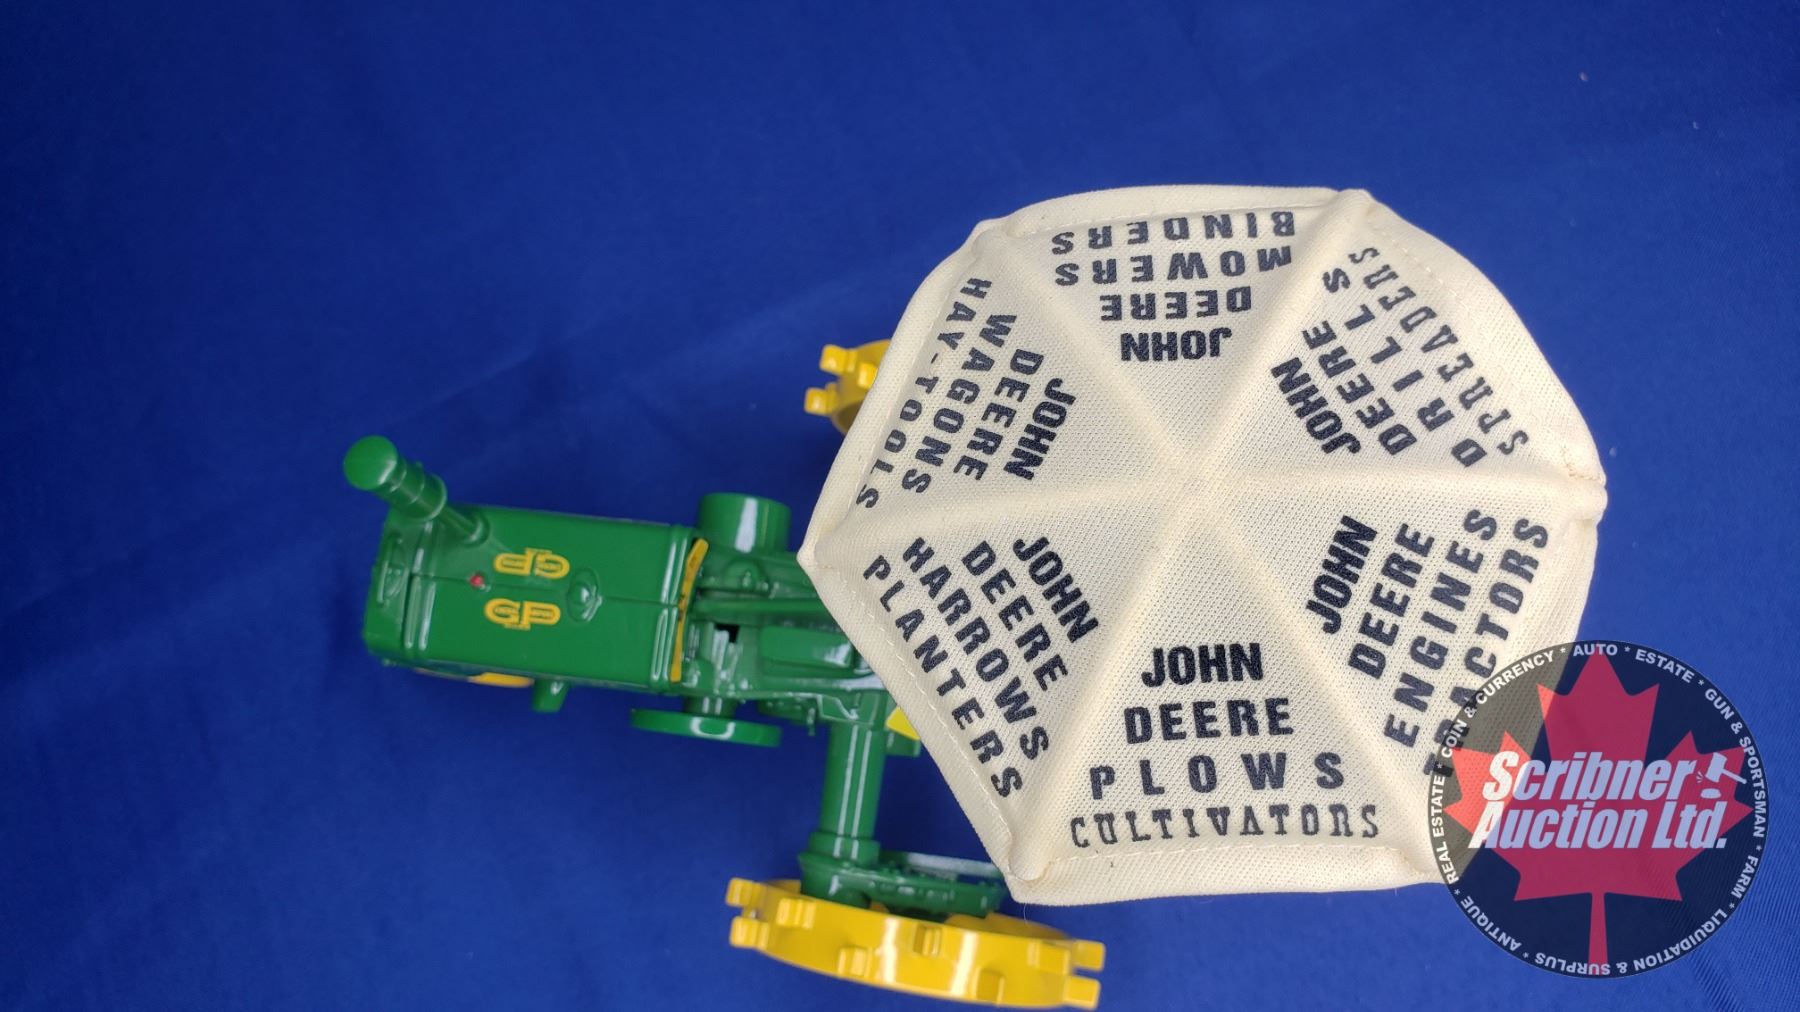 JOHN
DEERE
MOWERS
BINDERS
JOHN
DEERE
DRILLS
SPREADERS
JOHN
DEERE
ENGINES
TRACTORS
JOHN
DEERE
PLOWS
CULTIVATORS
JOHN
DEERE
HARROWS
PLANTERS
JOHN
DEERE
WAGONS
HAY-TOOLS
GP
GP
Scribner
Auction Ltd.
REAL ESTATE * COIN & CURRENCY * AUTO * ESTATE * GUN & SPORTSMAN * FARM * LIQUIDATION & SURPLUS * ANTIQUE *